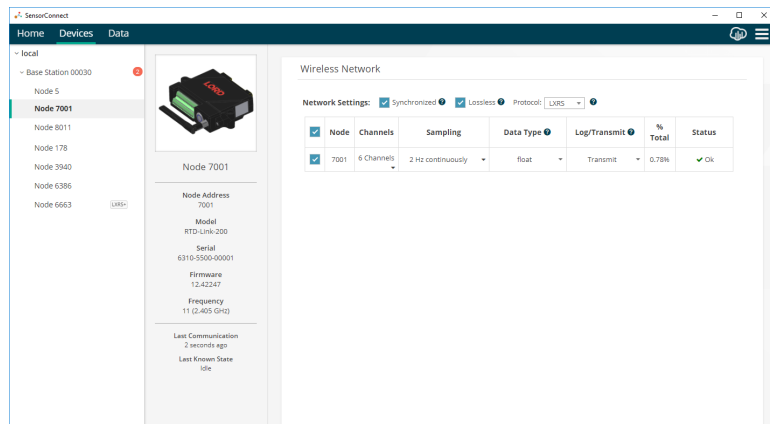 SensorConnect
Home Devices Data
local
Base Station 00030 2
Node 5
Node 7001
Node 8011
Node 178
Node 3940
Node 6386
Node 6663 LXRS+
LORD
Node 7001
Node Address
7001
Model
RTD-Link-200
Serial
6310-5500-00001
Firmware
12.42247
Frequency
11 (2.405 GHz)
Last Communication
2 seconds ago
Last Known State
Idle
Wireless Network
Network Settings: Synchronized ? Lossless ? Protocol: LXRS ?
Node Channels Sampling Data Type ? Log/Transmit ? % Total Status
7001 6 Channels 2 Hz continuously float Transmit 0.78% Ok